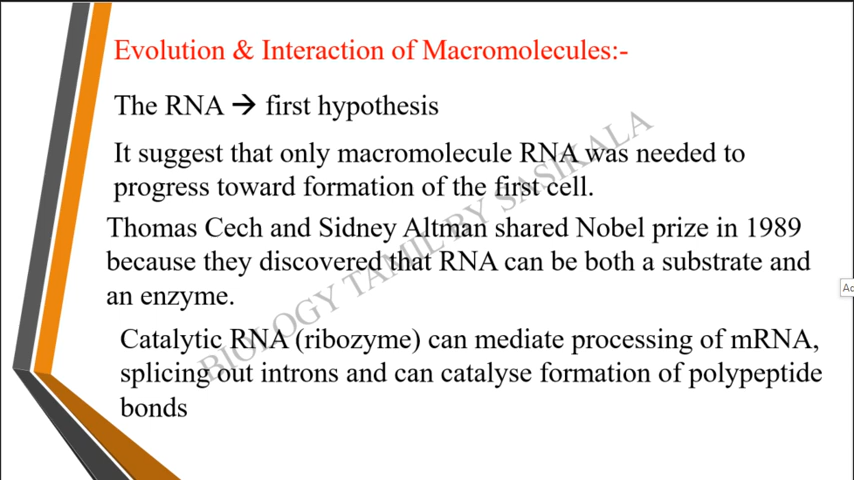 Evolution & Interaction of Macromolecules:-
The RNA → first hypothesis
It suggest that only macromolecule RNA was needed to
progress toward formation of the first cell.
Thomas Cech and Sidney Altman shared Nobel prize in 1989
because they discovered that RNA can be both a substrate and
an enzyme.
Catalytic RNA (ribozyme) can mediate processing of mRNA,
splicing out introns and can catalyse formation of polypeptide
bonds
BIOLOGY TAMIL BY SASIKALA